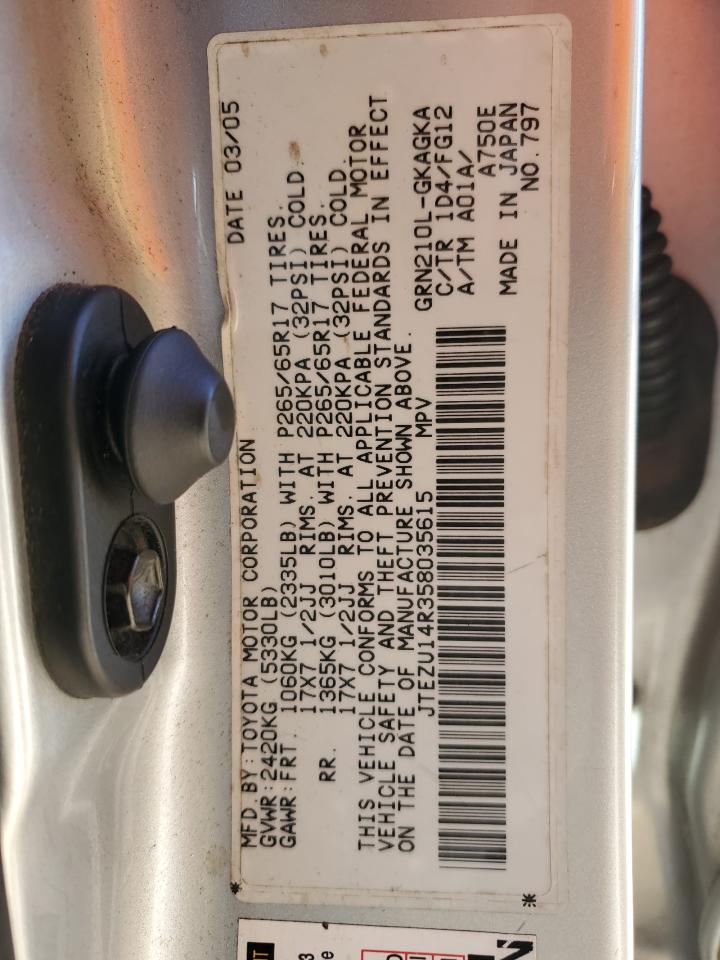 DATE 03/05
MFD. BY: TOYOTA MOTOR CORPORATION
GVWR: 2420KG (5330LB)
GAWR: FRT. 1060KG (2335LB) WITH P265/65R17 TIRES.
17X7 1/2JJ RIMS. AT 220KPA (32PSI) COLD.
RR. 1365KG (3010LB) WITH P265/65R17 TIRES.
17X7 1/2JJ RIMS. AT 220KPA (32PSI) COLD.
THIS VEHICLE CONFORMS TO ALL APPLICABLE FEDERAL MOTOR
VEHICLE SAFETY AND THEFT PREVENTION STANDARDS IN EFFECT
ON THE DATE OF MANUFACTURE SHOWN ABOVE.
JTEZU14R358035615 MPV
GRN210L-GKAGKA
C/TR 1D4/FG12
A/TM A01A/
A750E
MADE IN JAPAN
NO. 797